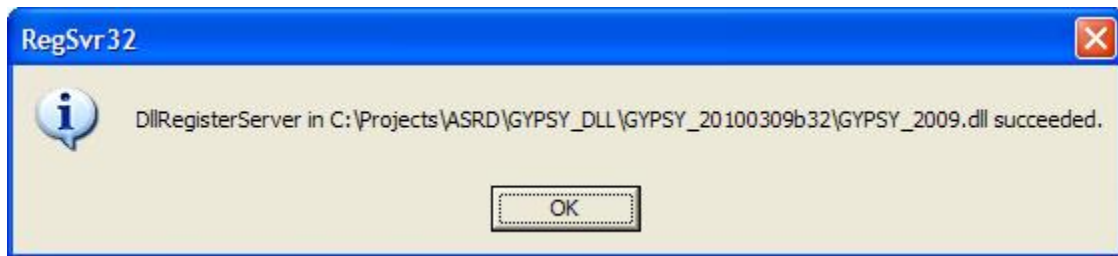 RegSvr32
DllRegisterServer in C:\Projects\ASRD\GYPSY_DLL\GYPSY_20100309b32\GYPSY_2009.dll succeeded.
OK